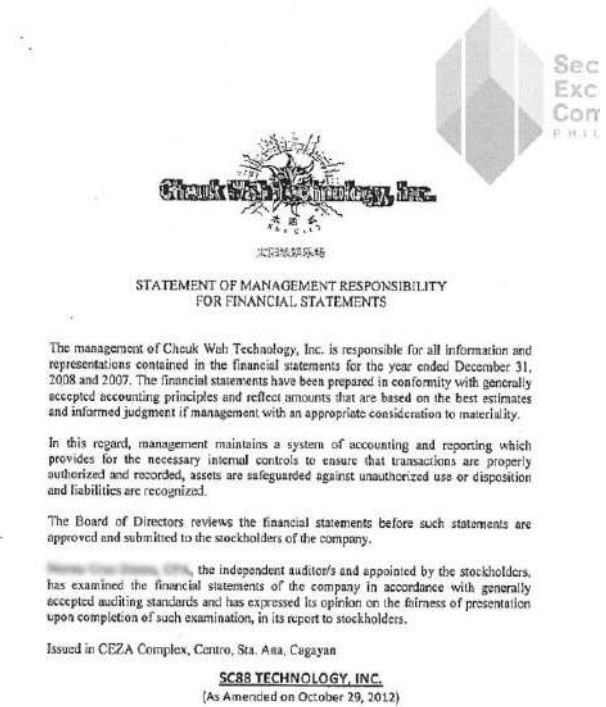 Sec
Exc
Com
PHIL
Cheuk Wah Technology, Inc.
Sun City
太阳城娱乐场
STATEMENT OF MANAGEMENT RESPONSIBILITY
FOR FINANCIAL STATEMENTS
The management of Cheuk Wah Technology, Inc. is responsible for all information and
representations contained in the financial statements for the year ended December 31,
2008 and 2007. The financial statements have been prepared in conformity with generally
accepted accounting principles and reflect amounts that are based on the best estimates
and informed judgment if management with an appropriate consideration to materiality.
In this regard, management maintains a system of accounting and reporting which
provides for the necessary internal controls to ensure that transactions are properly
authorized and recorded, assets are safeguarded against unauthorized use or disposition
and liabilities are recognized.
The Board of Directors reviews the financial statements before such statements are
approved and submitted to the stockholders of the company.
, the independent auditor/s and appointed by the stockholders,
has examined the financial statements of the company in accordance with generally
accepted auditing standards and has expressed its opinion on the fairness of presentation
upon completion of such examination, in its report to stockholders.
Issued in CEZA Complex, Centro, Sta. Ana, Cagayan
SC88 TECHNOLOGY, INC.
(As Amended on October 29, 2012)